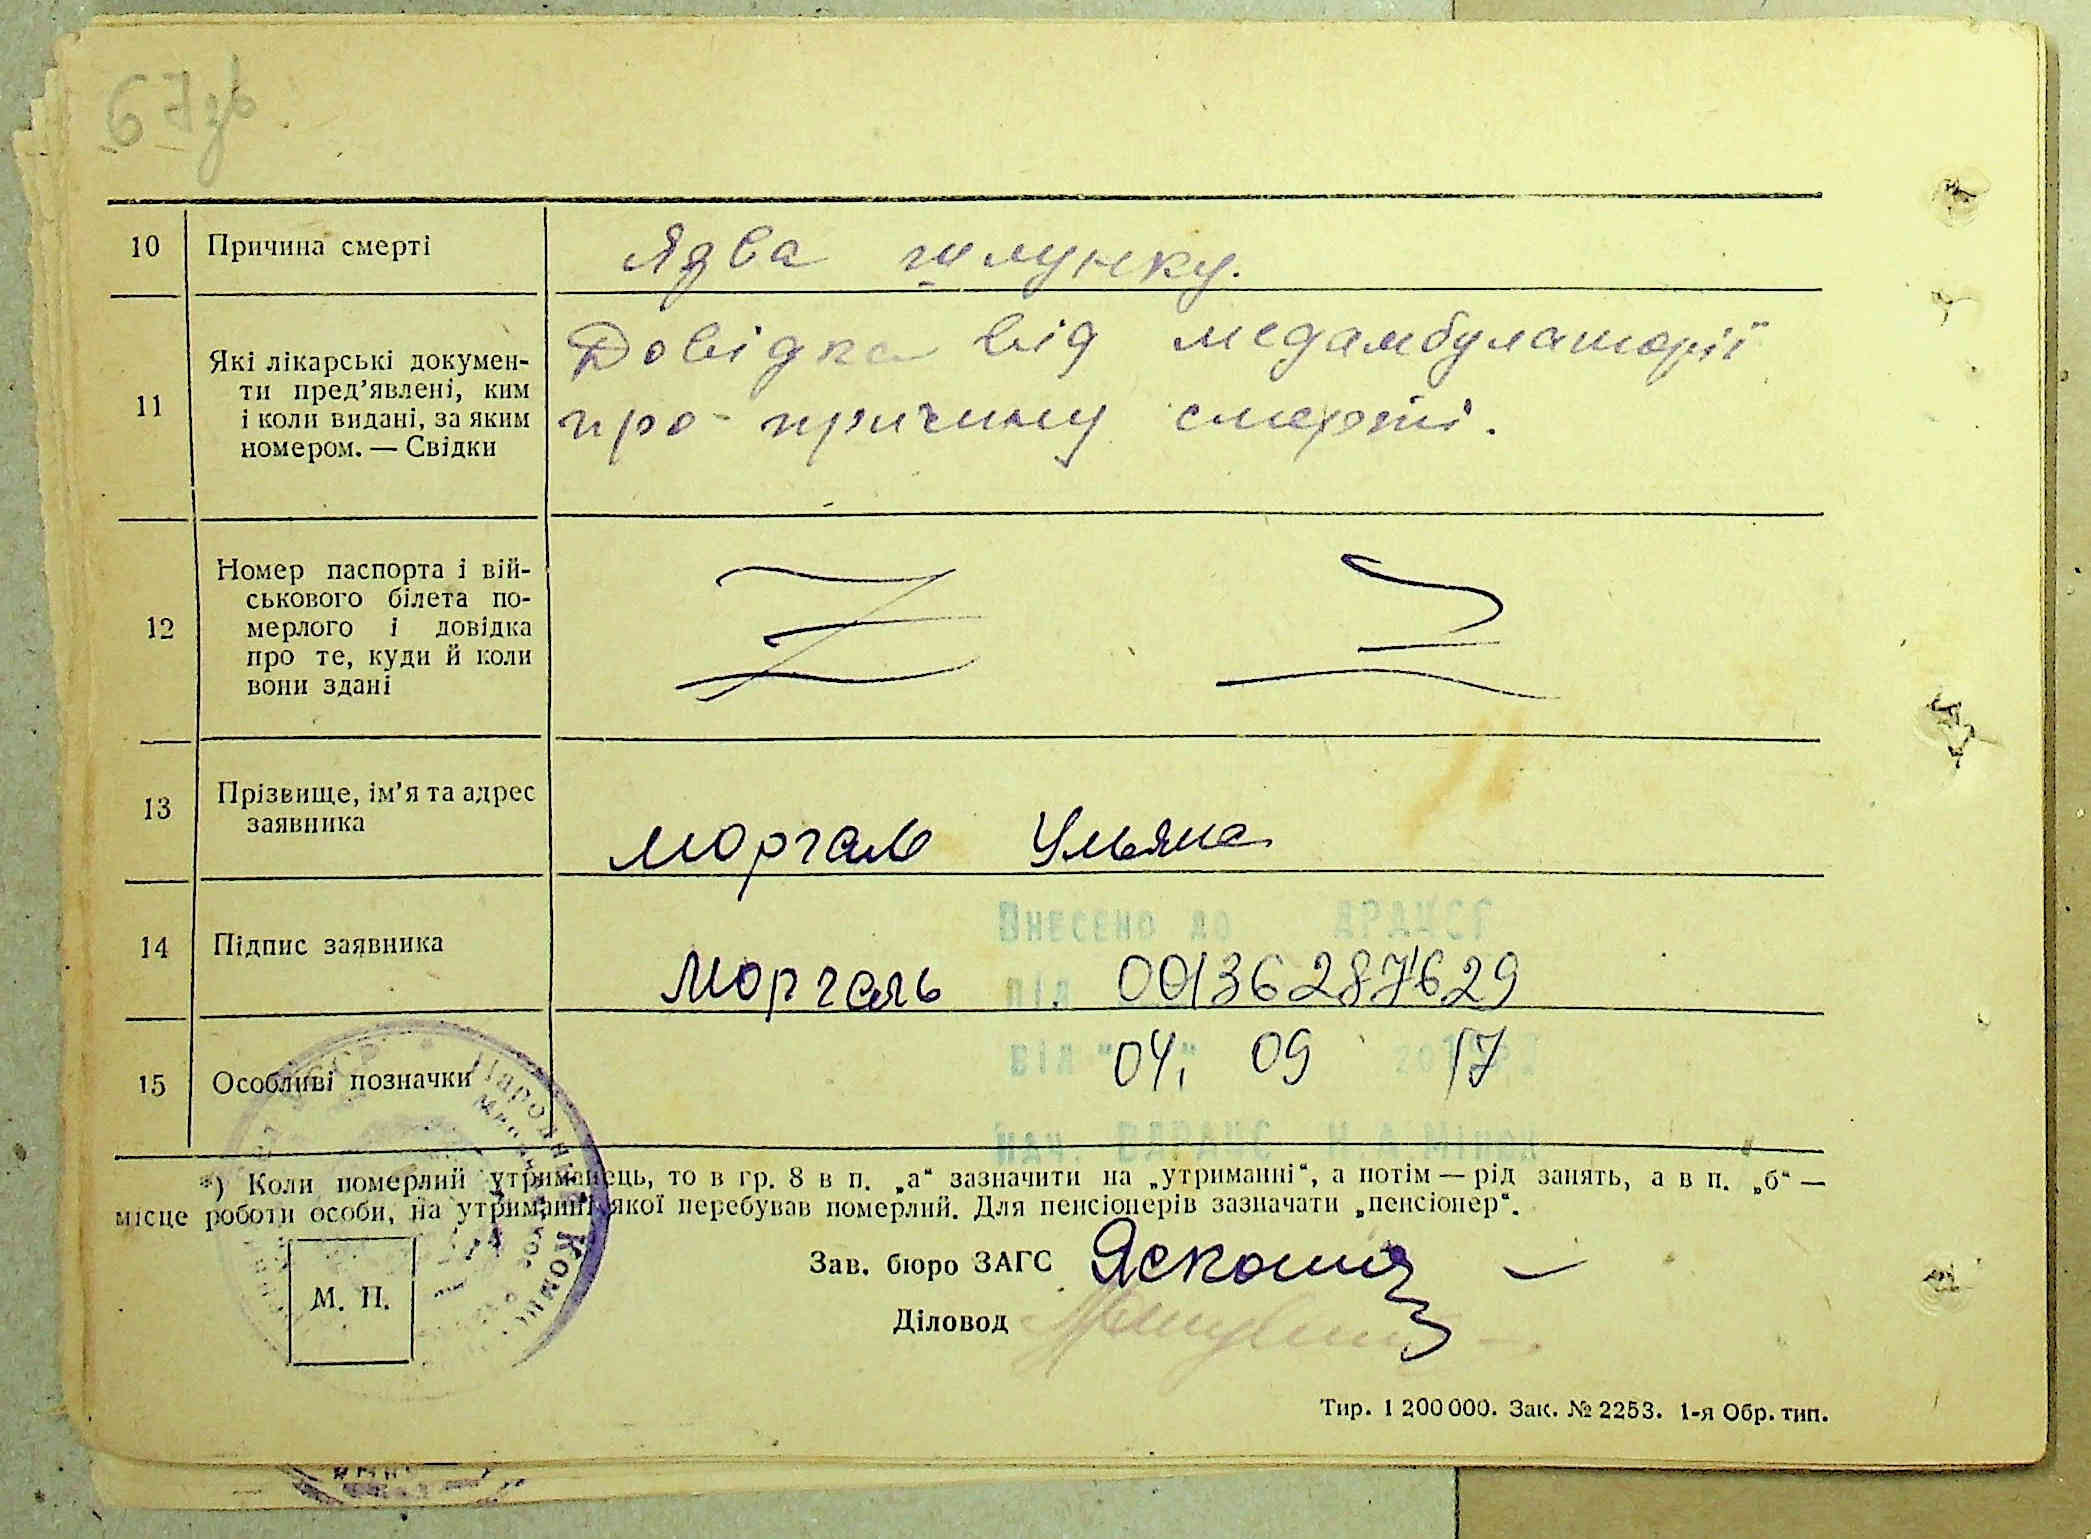 67зв
10 Причина смерті Язва шлунку.
11 Які лікарські докумен-
ти пред’явлені, ким
і коли видані, за яким
номером. — Свідки
Довідка від медамбулаторії
про причину смерті.
12 Номер паспорта і вій-
ськового білета по-
мерлого і довідка
про те, куди й коли
вони здані
13 Прізвище, ім’я та адрес
заявника
Моргаль Уляна
Внесено до ДРАЦСГ
14 Підпис заявника Моргаль
під 00136287629
від "04." 09 2017
15 Особливі позначки
Нач. ВДРАЦС Н.А.Мінол
*) Коли померлий утриманець, то в гр. 8 в п. „а“ зазначити на „утриманні“, а потім — рід занять, а в п. „б“ —
місце роботи особи, на утриманні якої перебував померлий. Для пенсіонерів зазначати „пенсіонер“.
М. П.
Зав. бюро ЗАГС
Діловод
Тир. 1 200 000. Зак. № 2253. 1-я Обр. тип.